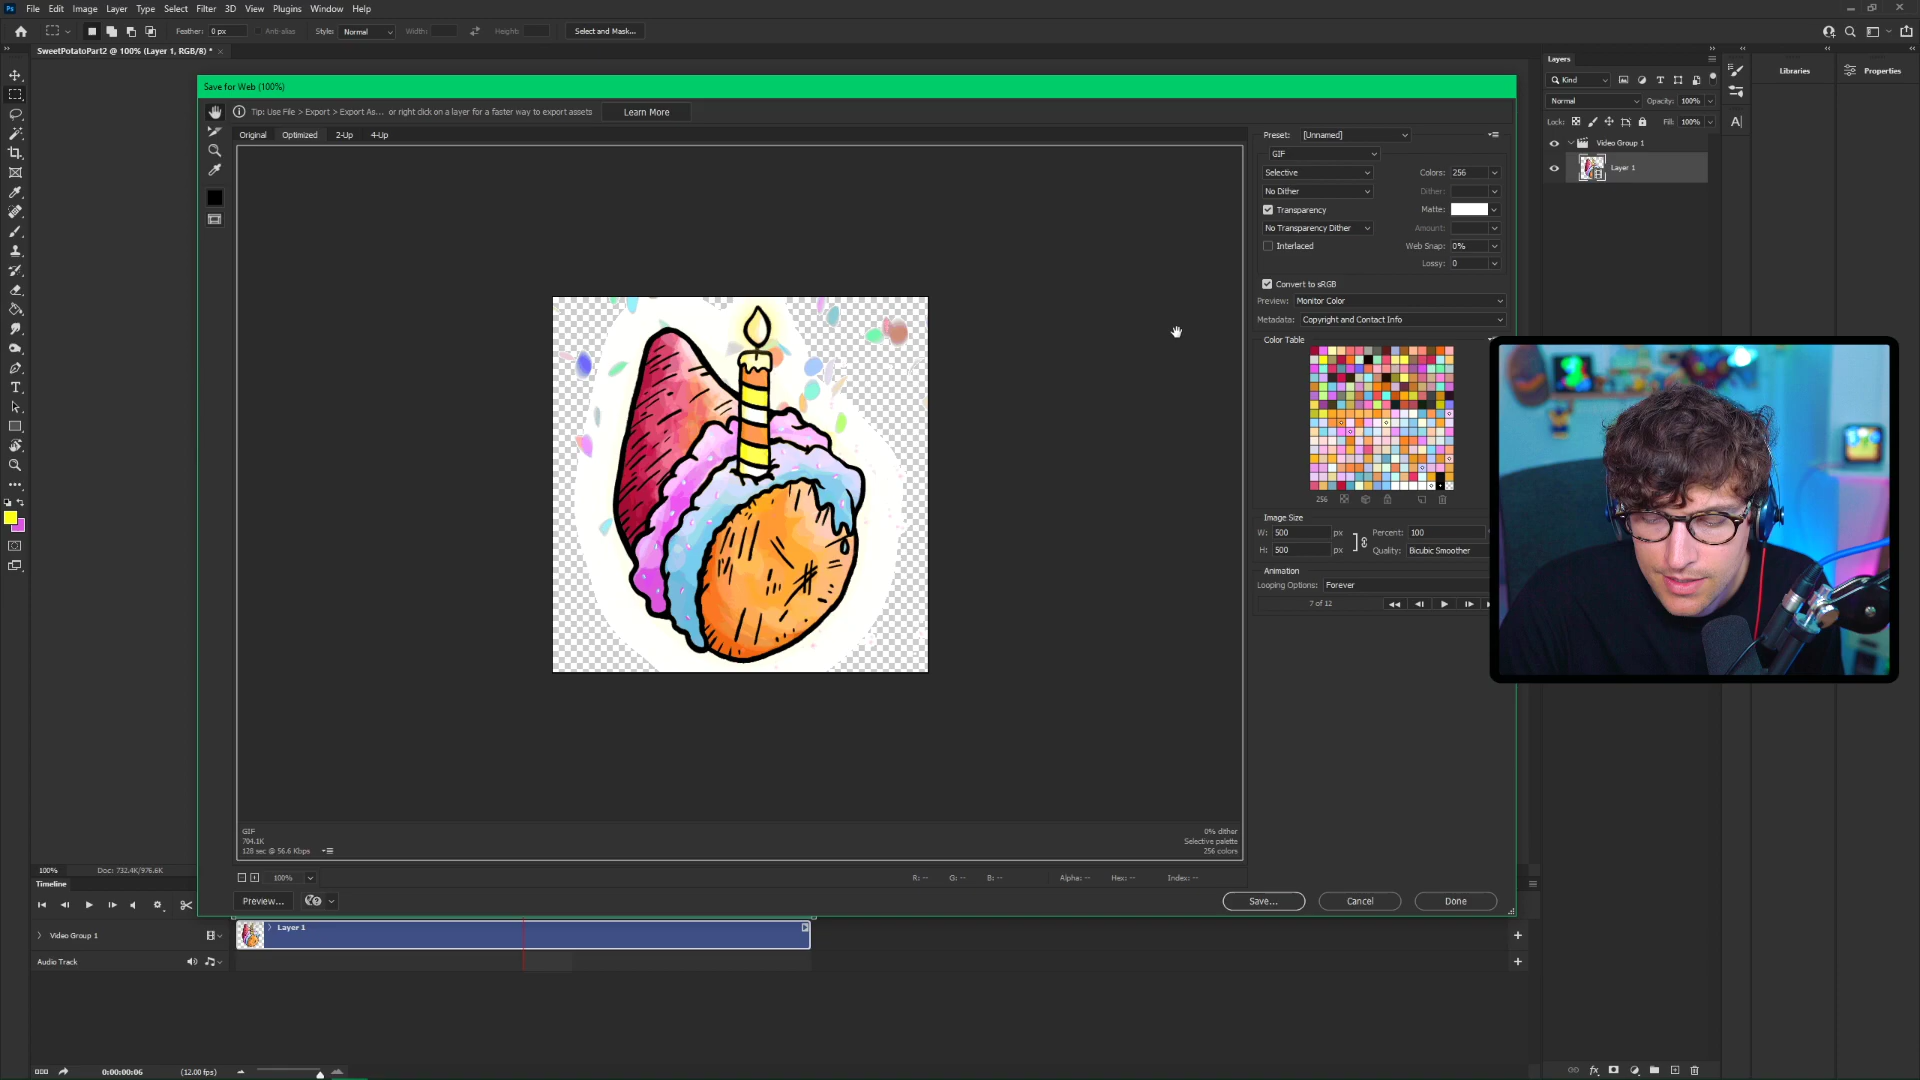 Ps File Edit Image Layer Type Select Filter 3D View Plugins Window Help
Feather: 0 px Anti-alias Style: Normal Width: Height: Select and Mask...
SweetPotatoPart2 @ 100% (Layer 1, RGB/8) *
Save for Web (100%)
Tip: Use File > Export > Export As... or right click on a layer for a faster way to export assets Learn More
Original Optimized 2-Up 4-Up
Preset: [Unnamed]
GIF
Selective Colors: 256
No Dither Dither:
Transparency Matte:
No Transparency Dither Amount:
Interlaced Web Snap: 0%
Lossy: 0
Convert to sRGB
Preview: Monitor Color
Metadata: Copyright and Contact Info
Color Table
256
Image Size
W: 500 px Percent: 100
H: 500 px Quality: Bicubic Smoother
Animation
Looping Options: Forever
7 of 12
GIF
704.1K
128 sec @ 56.6 Kbps
0% dither
Selective palette
256 colors
100% R: -- G: -- B: -- Alpha: -- Hex: -- Index: --
Preview... Save... Cancel Done
Layers
Kind
Normal Opacity: 100%
Lock: Fill: 100%
Video Group 1
Layer 1
Libraries
Properties
100% Doc: 732.4K/976.6K
Timeline
Video Group 1 Layer 1
Audio Track
0:00:00:06 (12.00 fps)